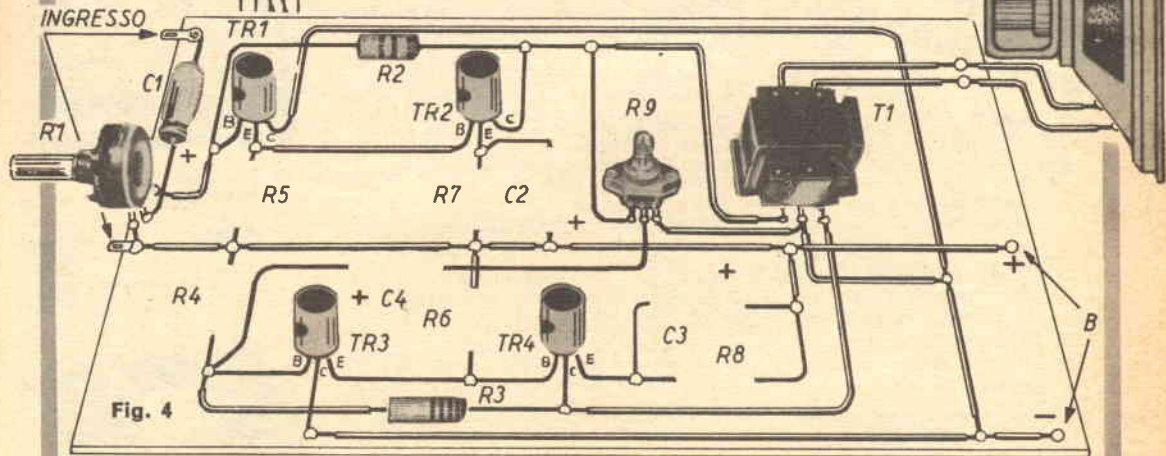 INGRESSO
TR1
C1
R2
R1
+
B E C
TR2
B E C
R9
T1
R5
R7
C2
+
+
R4
+ C4
R6
+
C3
R8
B
TR3
B C E
TR4
B C E
R3
Fig. 4
−